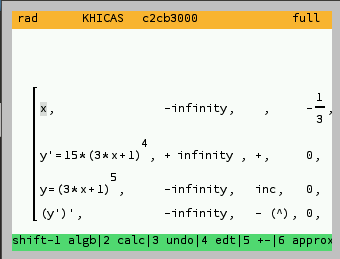 rad KHICAS c2cb3000 full
x, -infinity, , -1/3,
y'=15*(3*x+1)^4, + infinity, +, 0,
y=(3*x+1)^5, -infinity, inc, 0,
(y')', -infinity, - (^), 0,
shift-1 algb|2 calc|3 undo|4 edt|5 +-|6 approx